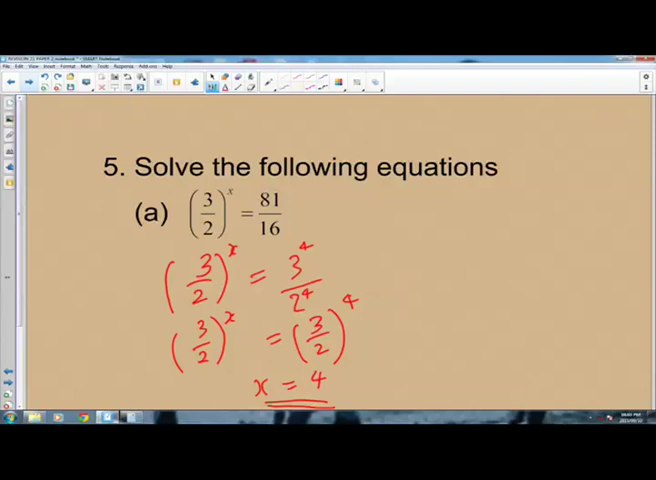 5. Solve the following equations
(a) (3/2)^x = 81/16
(3/2)^x = 3^4/2^4
(3/2)^x = (3/2)^4
x = 4